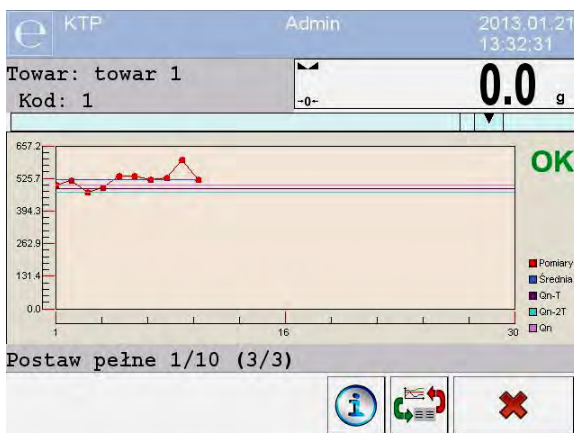 e KTP Admin 2013.01.21
13:32:31
Towar: towar 1
Kod: 1
→0← 0.0 g
657.2
525.7
394.3
262.9
131.4
0.0
1 16 30
OK
Pomiary
Średnia
Qn-T
Qn-2T
Qn
Postaw pełne 1/10 (3/3)
i